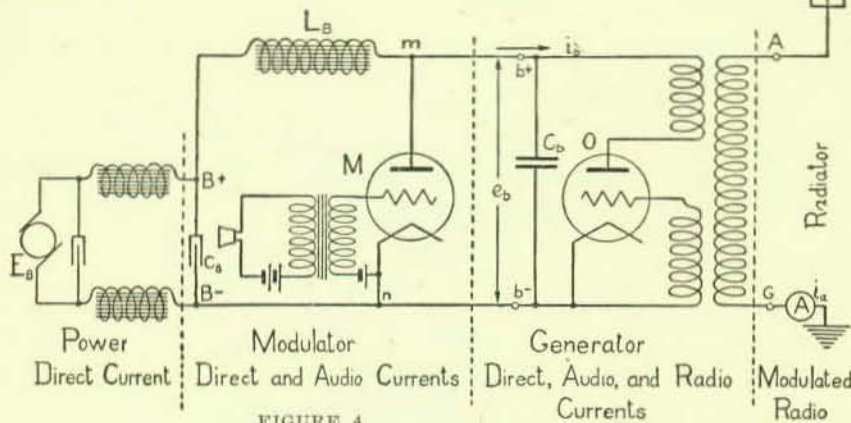 L_B
m
i_b
A
b+
C_b
O
M
B+
e_b
Radiator
E_B
C_B
B-
n
b-
G
A
i_a
Power
Direct Current
Modulator
Direct and Audio Currents
Generator
Direct, Audio, and Radio
Currents
Modulated
Radio
FIGURE 4